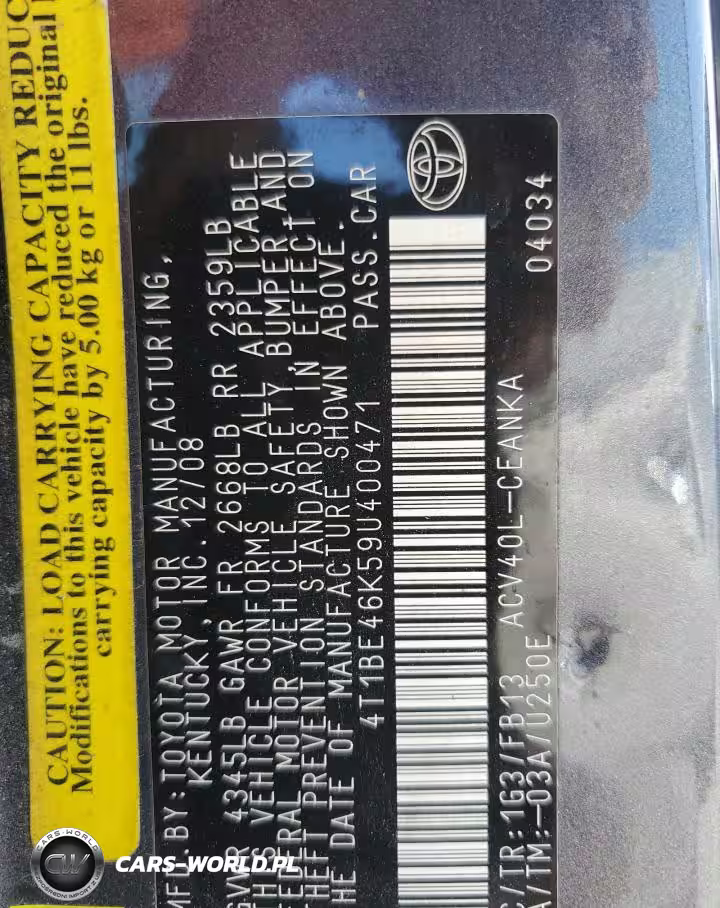 CAUTION: LOAD CARRYING CAPACITY REDUC
Modifications to this vehicle have reduced the original
carrying capacity by 5.00 kg or 11 lbs.
MF . BY:TOYOTA MOTOR MANUFACTURING,
KENTUCKY, INC. 12/08
GVWR 4345LB GAWR FR 2668LB RR 2359LB
THIS VEHICLE CONFORMS TO ALL APPLICABLE
FEDERAL MOTOR VEHICLE SAFETY, BUMPER AND
THEFT PREVENTION STANDARDS IN EFFECT ON
HE DATE OF MANUFACTURE SHOWN ABOVE.
4T1BE46K59U400471 PASS.CAR
C/TR:1G3/FB13 ACV40L-CEANKA
A/TM:-03A/U250E
04034
CARS-WORLD
CW
CARS-WORLD.PL